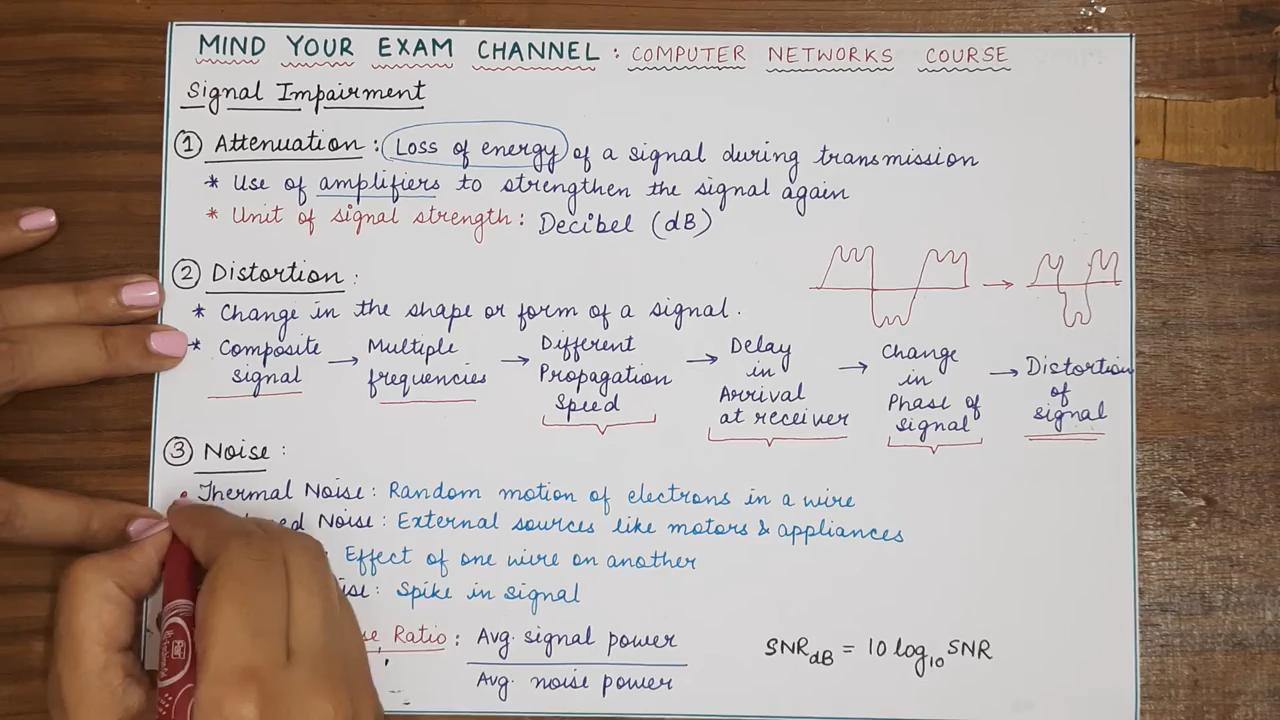 MIND YOUR EXAM CHANNEL : COMPUTER NETWORKS COURSE
Signal Impairment
① Attenuation : Loss of energy of a signal during transmission
* Use of amplifiers to strengthen the signal again
* Unit of signal strength : Decibel (dB)
② Distortion :
* Change in the shape or form of a signal.
* Composite signal → Multiple frequencies → Different Propagation Speed → Delay in Arrival at receiver → Change in Phase of signal → Distortion of signal
③ Noise :
Thermal Noise : Random motion of electrons in a wire
Noise : External sources like motors & appliances
: Effect of one wire on another
: Spike in signal
Ratio : Avg. signal power
Avg. noise power
SNR dB = 10 log10 SNR